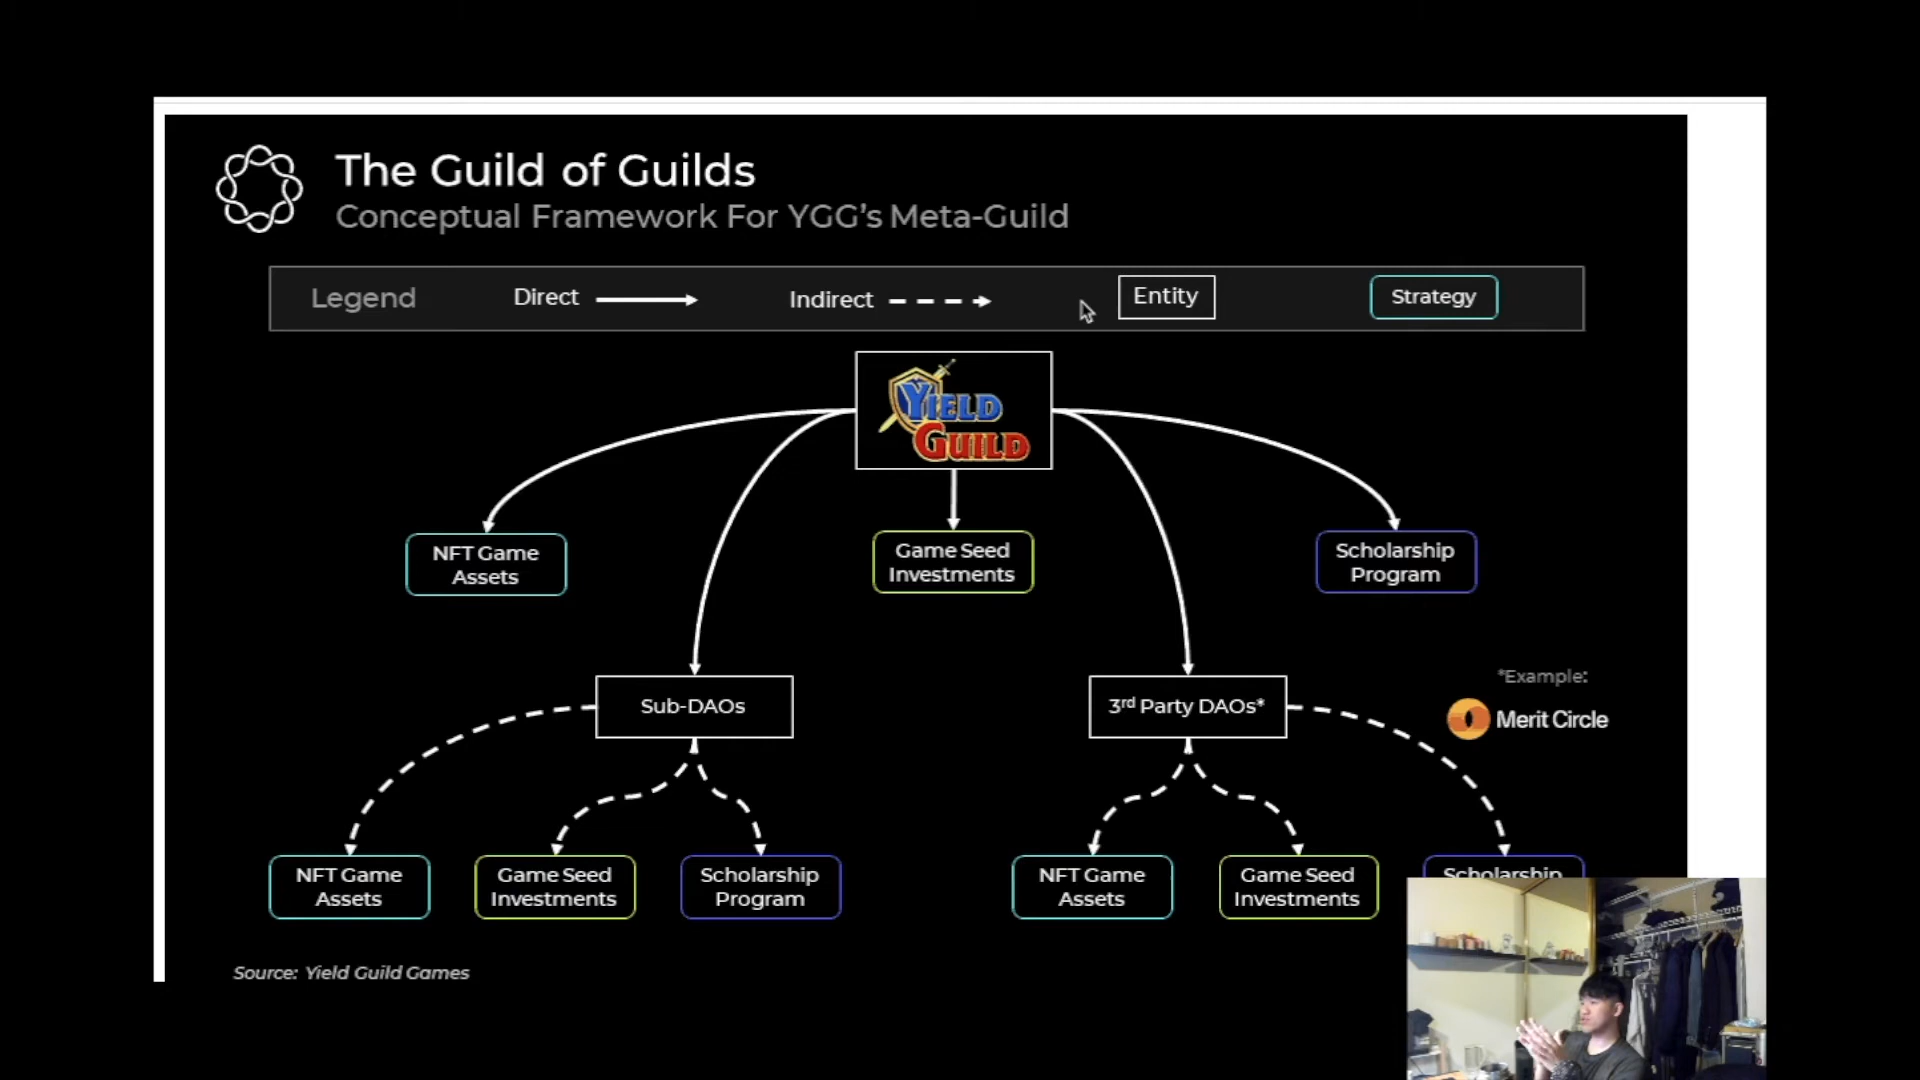 The Guild of Guilds
Conceptual Framework For YGG's Meta-Guild
Legend
Direct
Indirect
Entity
Strategy
YIELD
GUILD
NFT Game
Assets
Game Seed
Investments
Scholarship
Program
Sub-DAOs
3rd Party DAOs*
*Example:
Merit Circle
NFT Game
Assets
Game Seed
Investments
Scholarship
Program
NFT Game
Assets
Game Seed
Investments
Scholarship
Source: Yield Guild Games